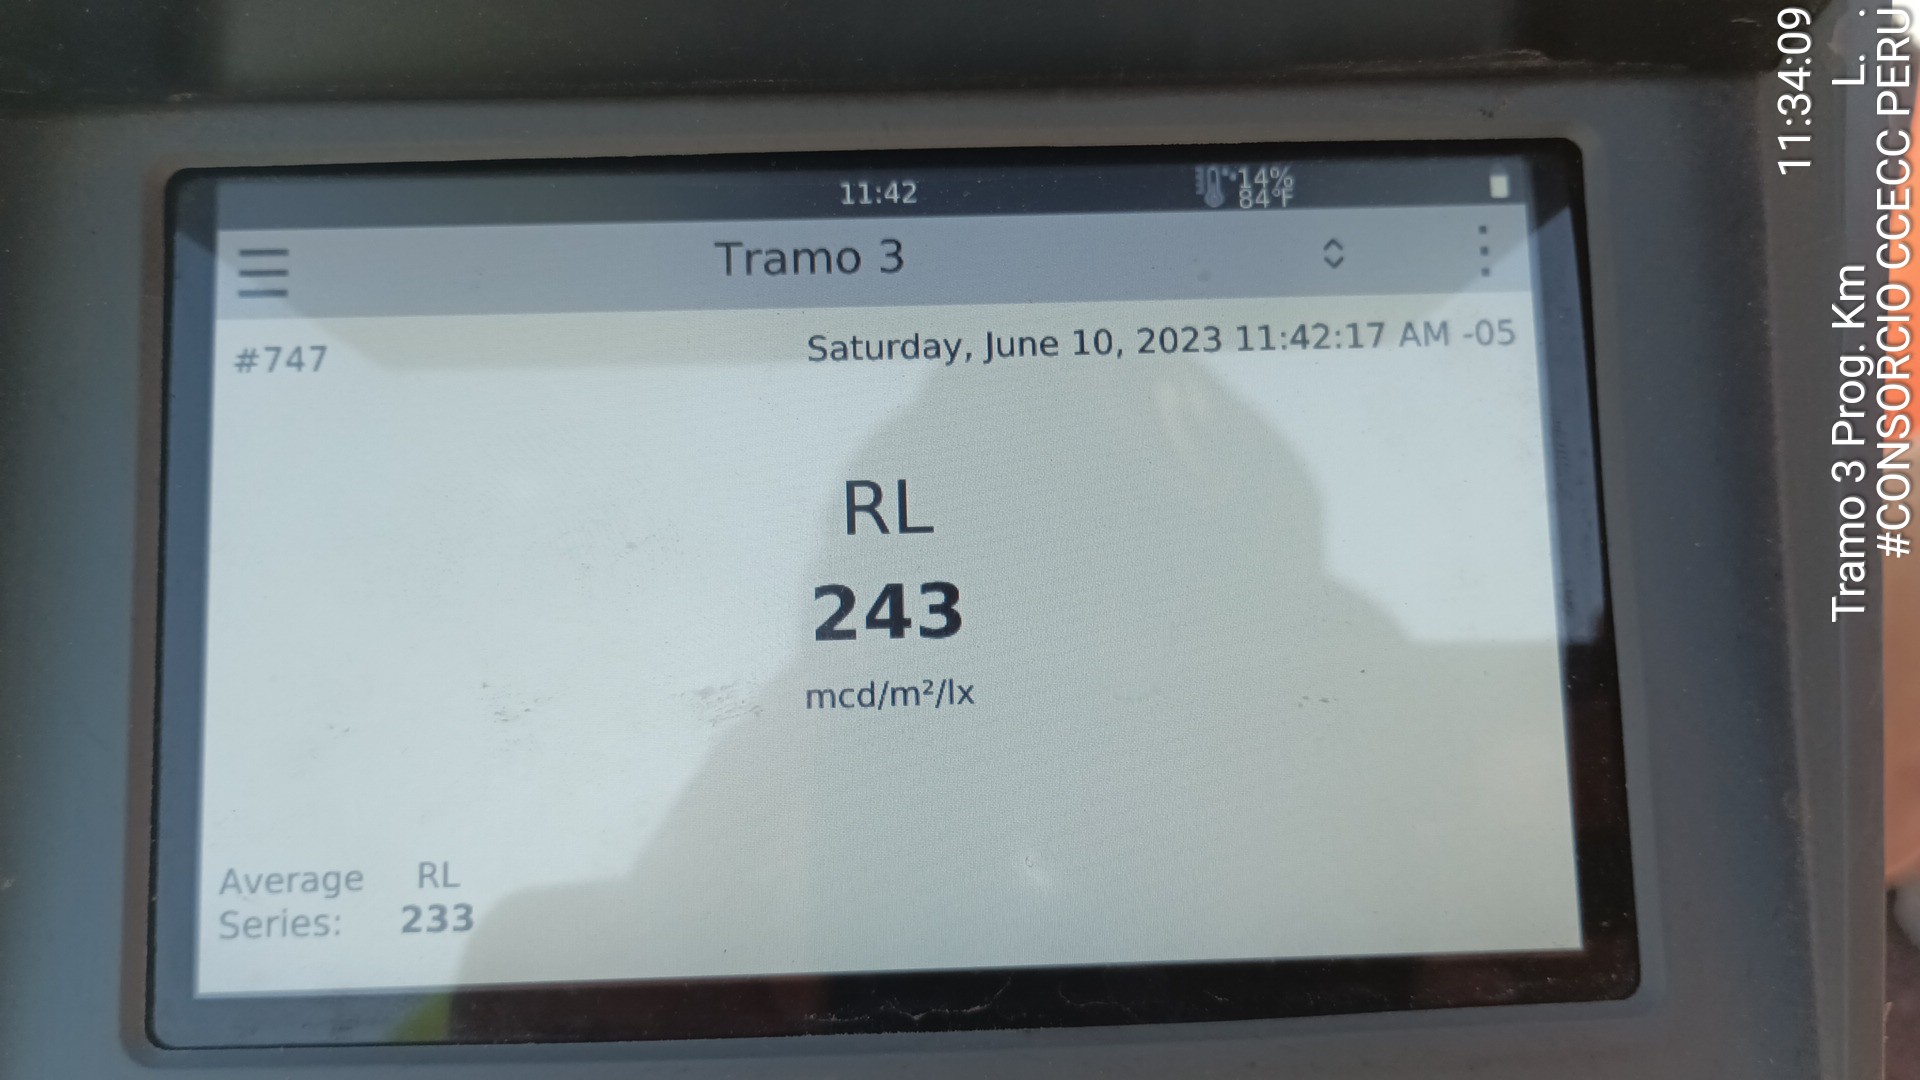 11:42
14%
84°F
Tramo 3
#747
Saturday, June 10, 2023 11:42:17 AM -05
RL
243
mcd/m²/lx
Average RL
Series: 233
11:34:09
Tramo 3 Prog. Km L. .
#CONSORCIO CCECC PERU